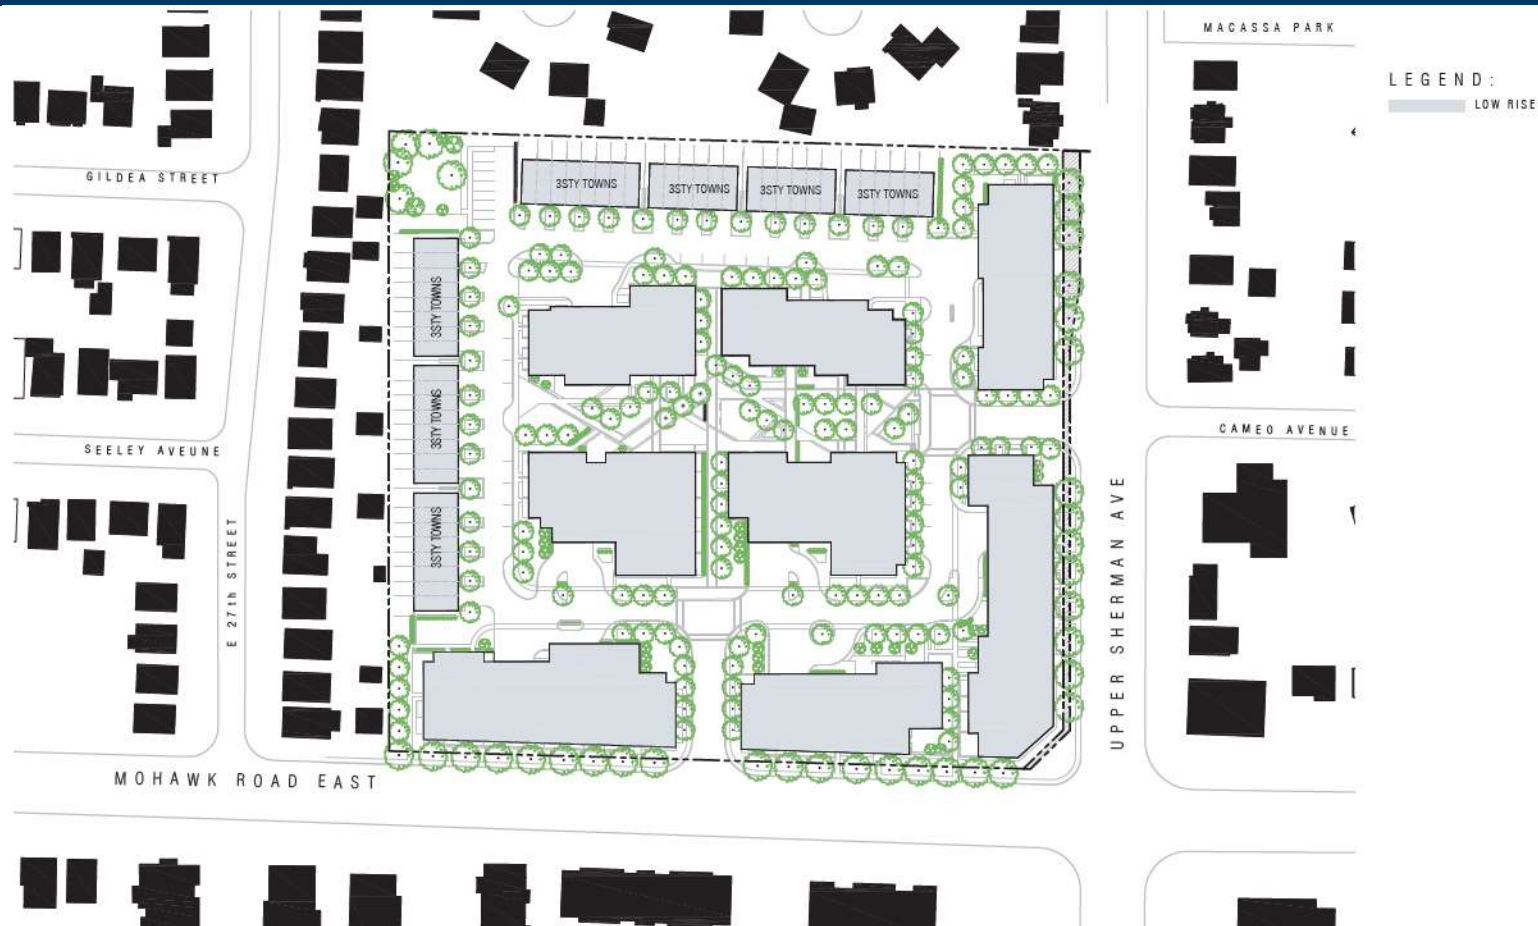 MACASSA PARK
LEGEND:
LOW RISE
GILDEA STREET
3STY TOWNS
3STY TOWNS
3STY TOWNS
3STY TOWNS
3STY TOWNS
3STY TOWNS
3STY TOWNS
SEELEY AVEUNE
CAMEO AVENUE
E 27th STREET
UPPER SHERMAN AVE
MOHAWK ROAD EAST